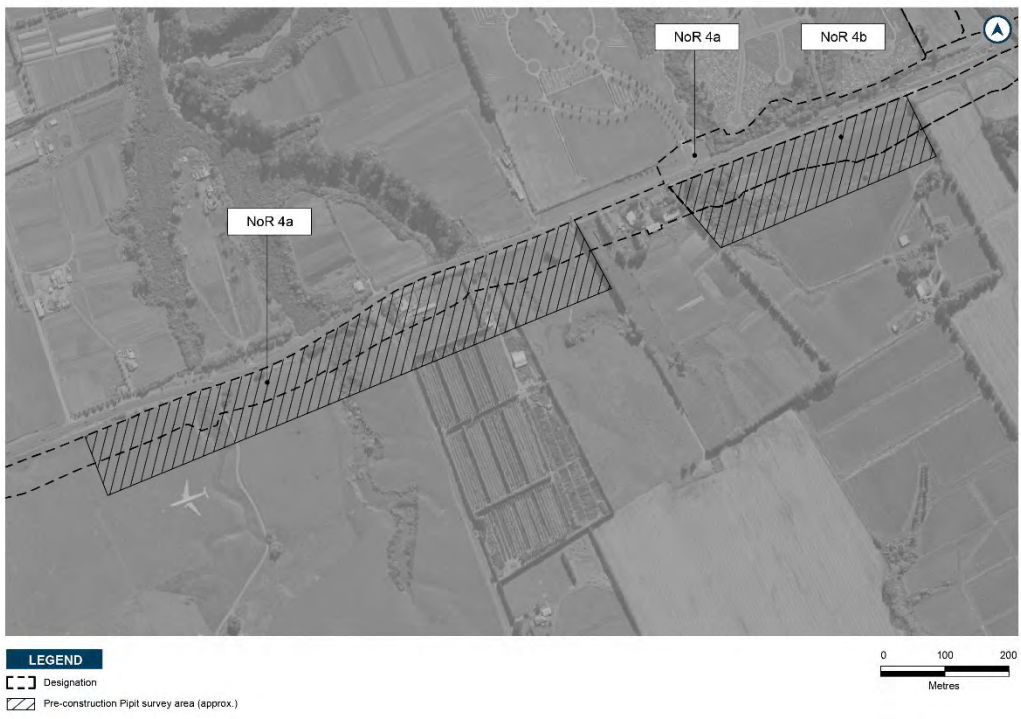 NoR 4a
NoR 4b
NoR 4a
LEGEND
Designation
Pre-construction Pipit survey area (approx.)
0 100 200
Metres